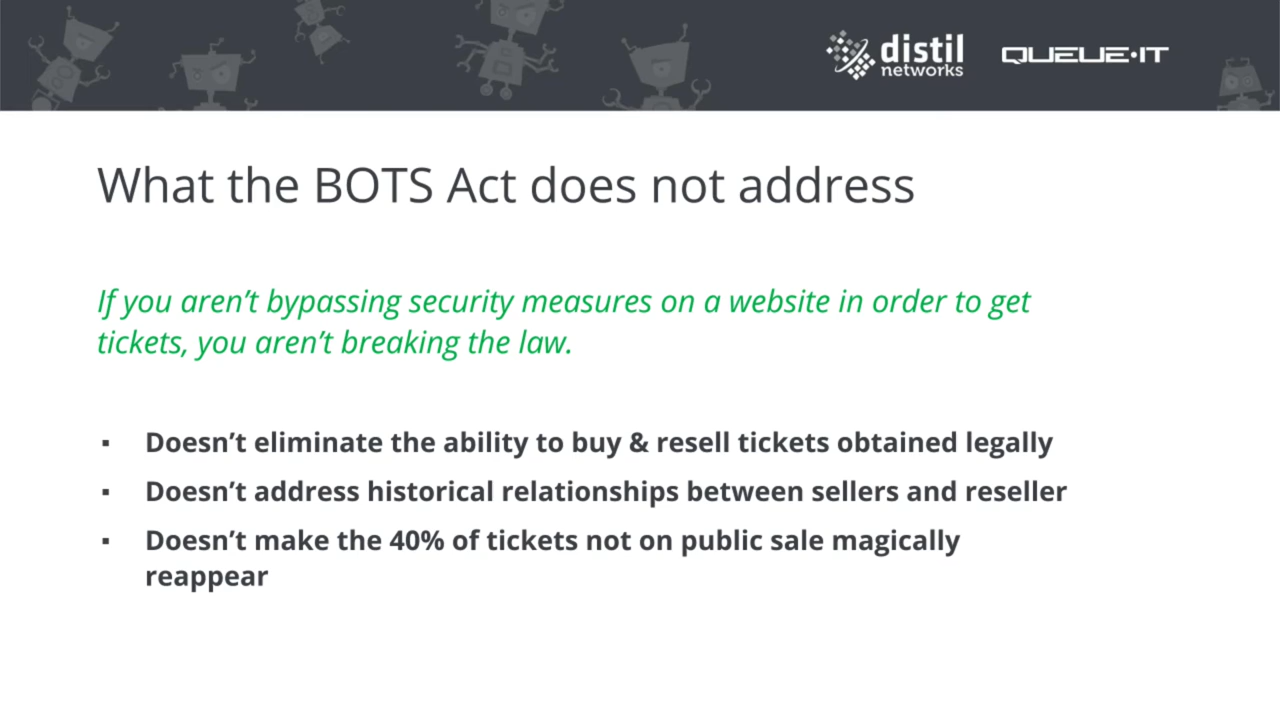 distil
networks
QUEUE·IT
What the BOTS Act does not address
If you aren’t bypassing security measures on a website in order to get
tickets, you aren’t breaking the law.
▪ Doesn’t eliminate the ability to buy & resell tickets obtained legally
▪ Doesn’t address historical relationships between sellers and reseller
▪ Doesn’t make the 40% of tickets not on public sale magically
reappear